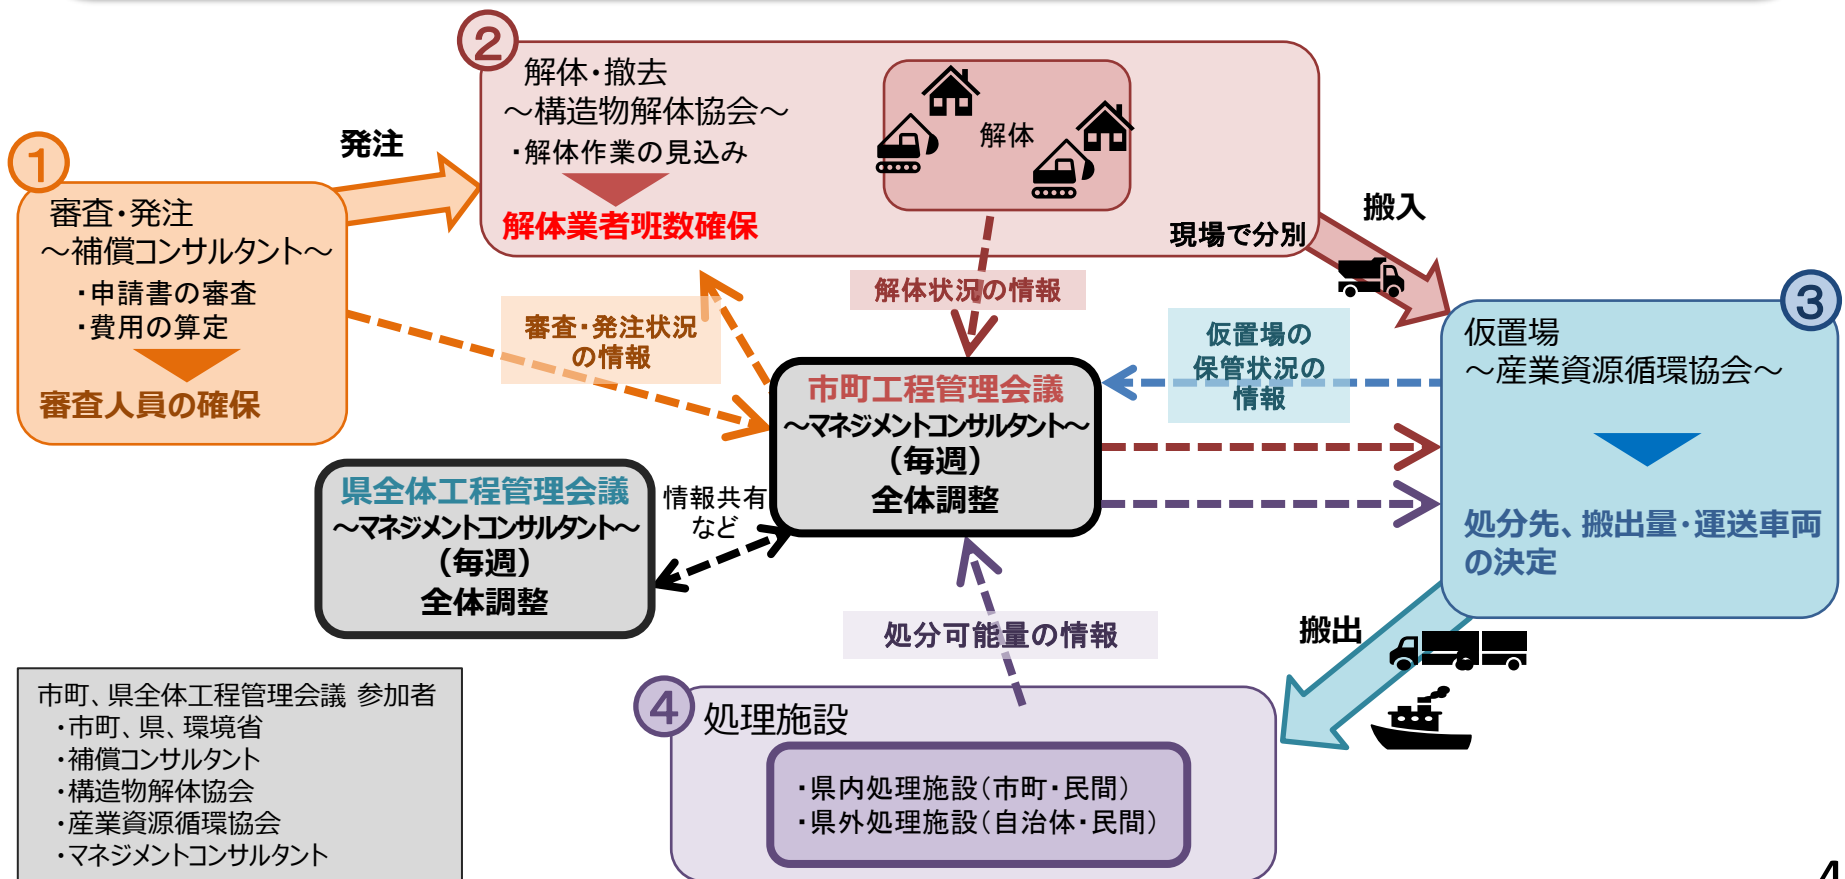 ①
審査・発注
～補償コンサルタント～
・申請書の審査
・費用の算定
審査人員の確保
発注
②
解体・撤去
～構造物解体協会～
・解体作業の見込み
解体業者班数確保
解体
現場で分別
搬入
③
仮置場
～産業資源循環協会～
処分先、搬出量・運送車両
の決定
審査・発注状況
の情報
解体状況の情報
仮置場の
保管状況の
情報
市町工程管理会議
～マネジメントコンサルタント～
（毎週）
全体調整
県全体工程管理会議
～マネジメントコンサルタント～
（毎週）
全体調整
情報共有
など
処分可能量の情報
搬出
④
処理施設
・県内処理施設（市町・民間）
・県外処理施設（自治体・民間）
市町、県全体工程管理会議 参加者
・市町、県、環境省
・補償コンサルタント
・構造物解体協会
・産業資源循環協会
・マネジメントコンサルタント
4